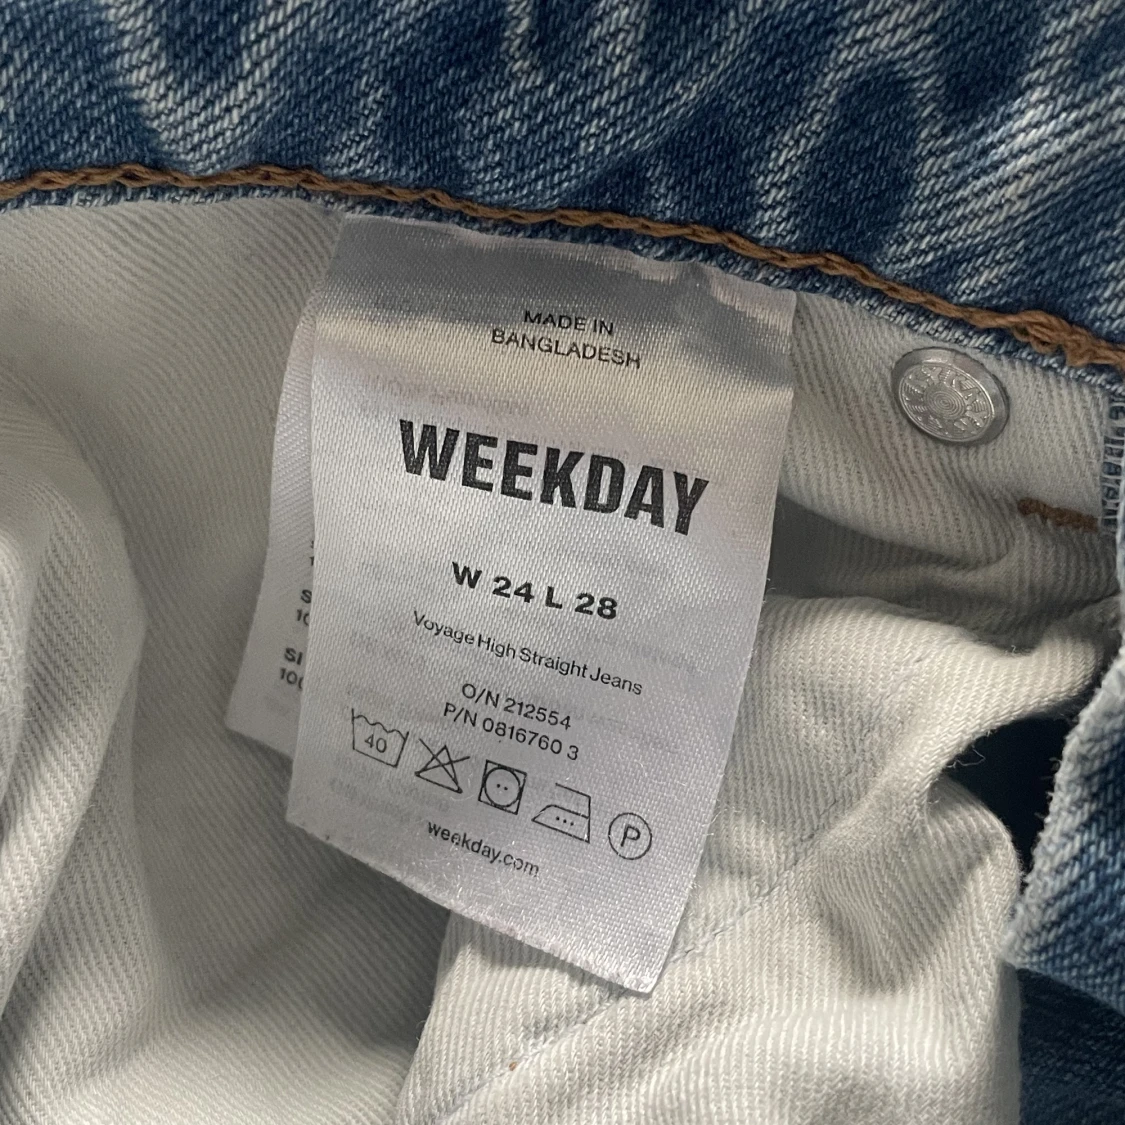 MADE IN
BANGLADESH
WEEKDAY
W 24 L 28
Voyage High Straight Jeans
O/N 212554
P/N 0816760 3
40
P
weekday.com